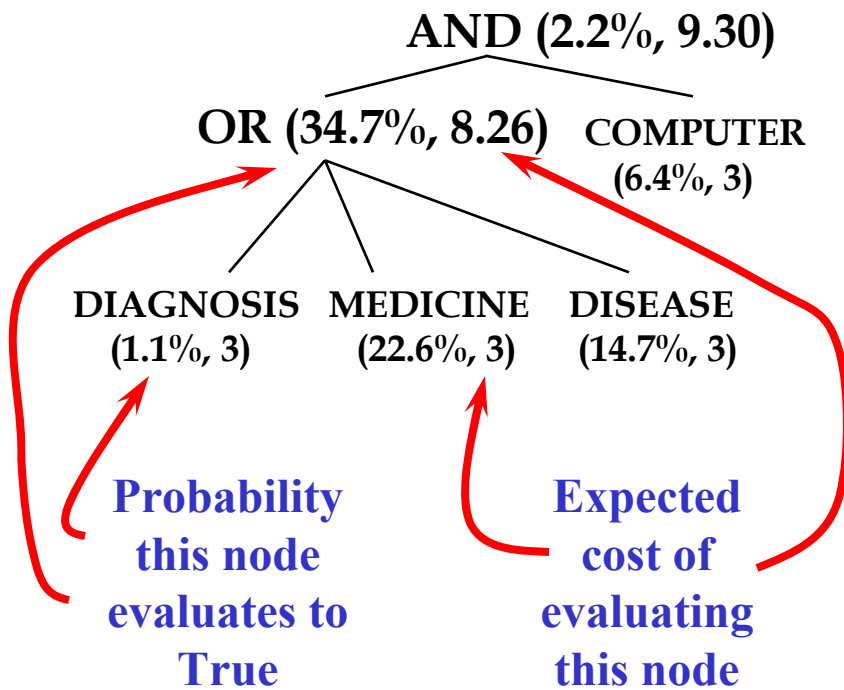 AND (2.2%, 9.30)
OR (34.7%, 8.26)
COMPUTER
(6.4%, 3)
DIAGNOSIS
(1.1%, 3)
MEDICINE
(22.6%, 3)
DISEASE
(14.7%, 3)
Probability
this node
evaluates to
True
Expected
cost of
evaluating
this node